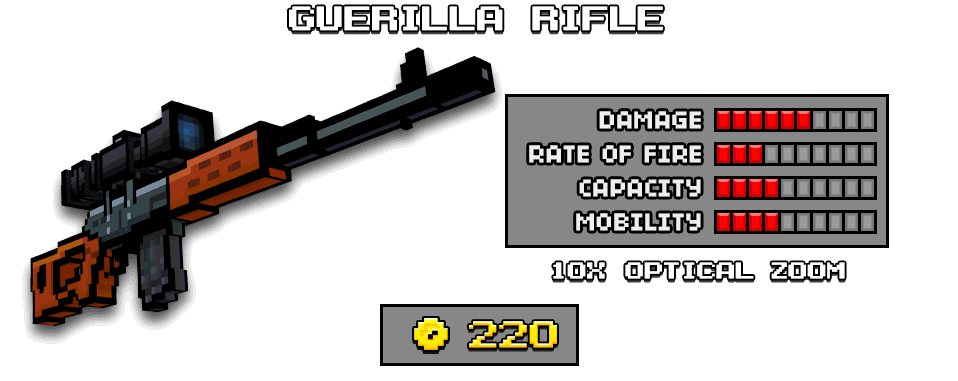 GUERILLA RIFLE
DAMAGE
RATE OF FIRE
CAPACITY
MOBILITY
10X OPTICAL ZOOM
220